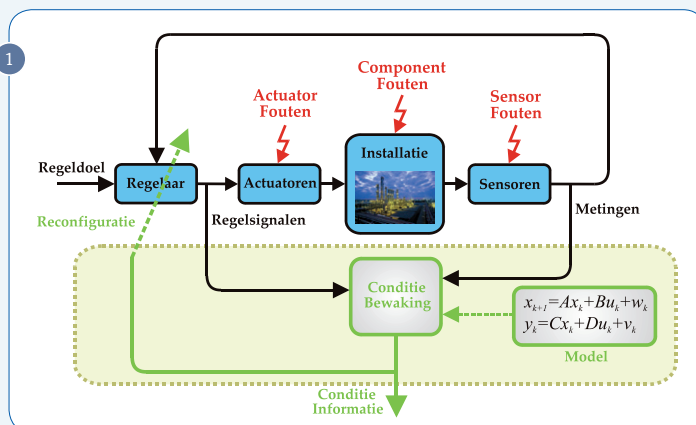 1
Component
Fouten
Actuator
Fouten
Sensor
Fouten
Installatie
Regeldoel
Regelaar
Actuatoren
Sensoren
Reconfiguratie
Regelsignalen
Metingen
Conditie
Bewaking
x_{k+1}=Ax_k+Bu_k+w_k
y_k=Cx_k+Du_k+v_k
Model
Conditie
Informatie